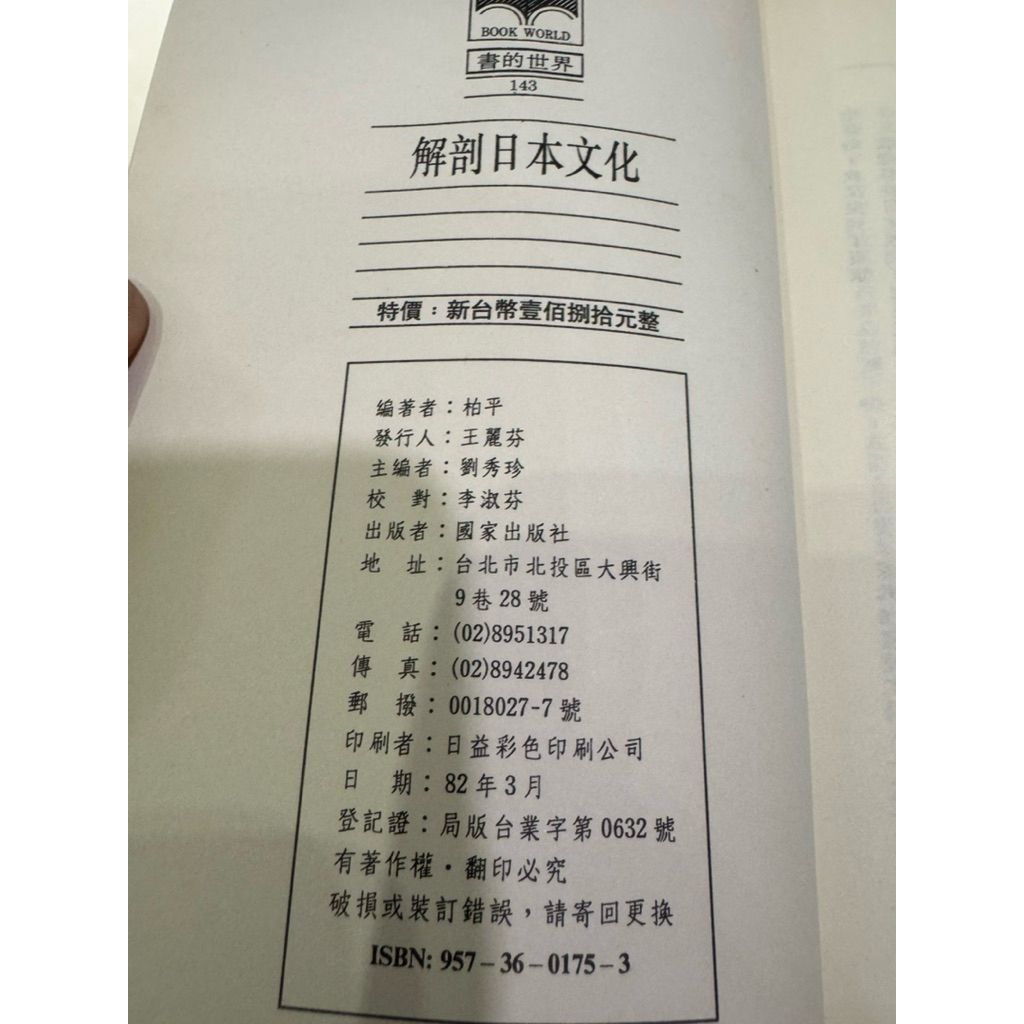 BOOK WORLD
書的世界
143
解剖日本文化
特價：新台幣壹佰捌拾元整
編著者：柏平
發行人：王麗芬
主編者：劉秀珍
校　對：李淑芬
出版者：國家出版社
地　址：台北市北投區大興街
9巷28號
電　話：(02)8951317
傳　真：(02)8942478
郵　撥：0018027-7號
印刷者：日益彩色印刷公司
日　期：82年3月
登記證：局版台業字第0632號
有著作權・翻印必究
破損或裝訂錯誤，請寄回更換
ISBN: 957－36－0175－3